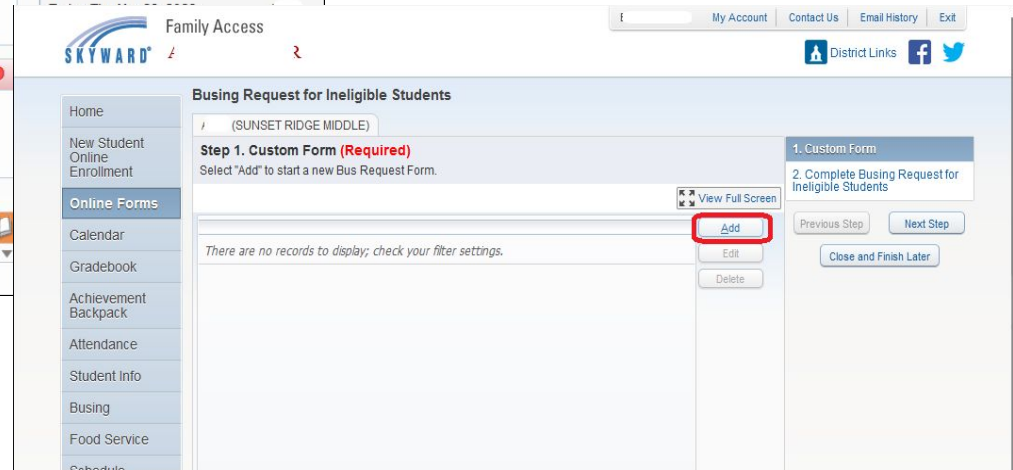 Family Access
My Account | Contact Us | Email History | Exit
SKYWARD®
District Links
Busing Request for Ineligible Students
(SUNSET RIDGE MIDDLE)
Step 1. Custom Form (Required)
Select "Add" to start a new Bus Request Form.
View Full Screen
Add
There are no records to display; check your filter settings.
Edit
Delete
1. Custom Form
2. Complete Busing Request for
Ineligible Students
Previous Step
Next Step
Close and Finish Later
Home
New Student
Online
Enrollment
Online Forms
Calendar
Gradebook
Achievement
Backpack
Attendance
Student Info
Busing
Food Service
Schedule